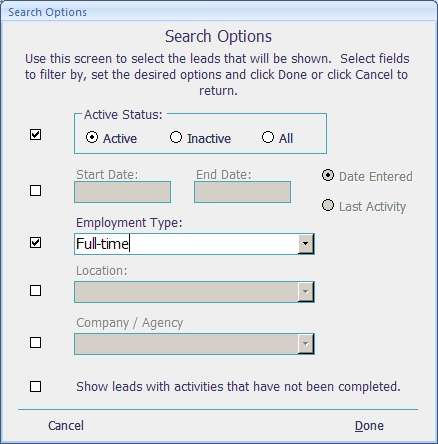 Search Options
Search Options
Use this screen to select the leads that will be shown.  Select fields
to filter by, set the desired options and click Done or click Cancel to
return.
Active Status:
Active Inactive All
Start Date: End Date:
Date Entered
Last Activity
Employment Type:
Full-time
Location:
Company / Agency
Show leads with activities that have not been completed.
Cancel Done